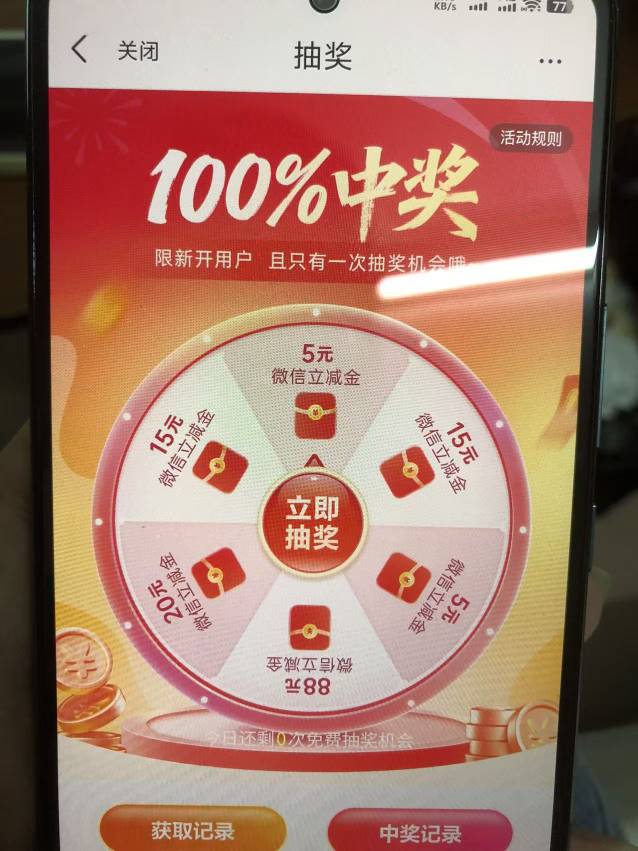 KB/s
77
关闭
抽奖
活动规则
100%中奖
限新开用户 且只有一次抽奖机会哦~
5元
微信立减金
15元
微信立减金
15元
微信立减金
立即
抽奖
20元
微信立减金
5元
微信立减金
88元
微信立减金
今日还剩0次免费抽奖机会
获取记录
中奖记录